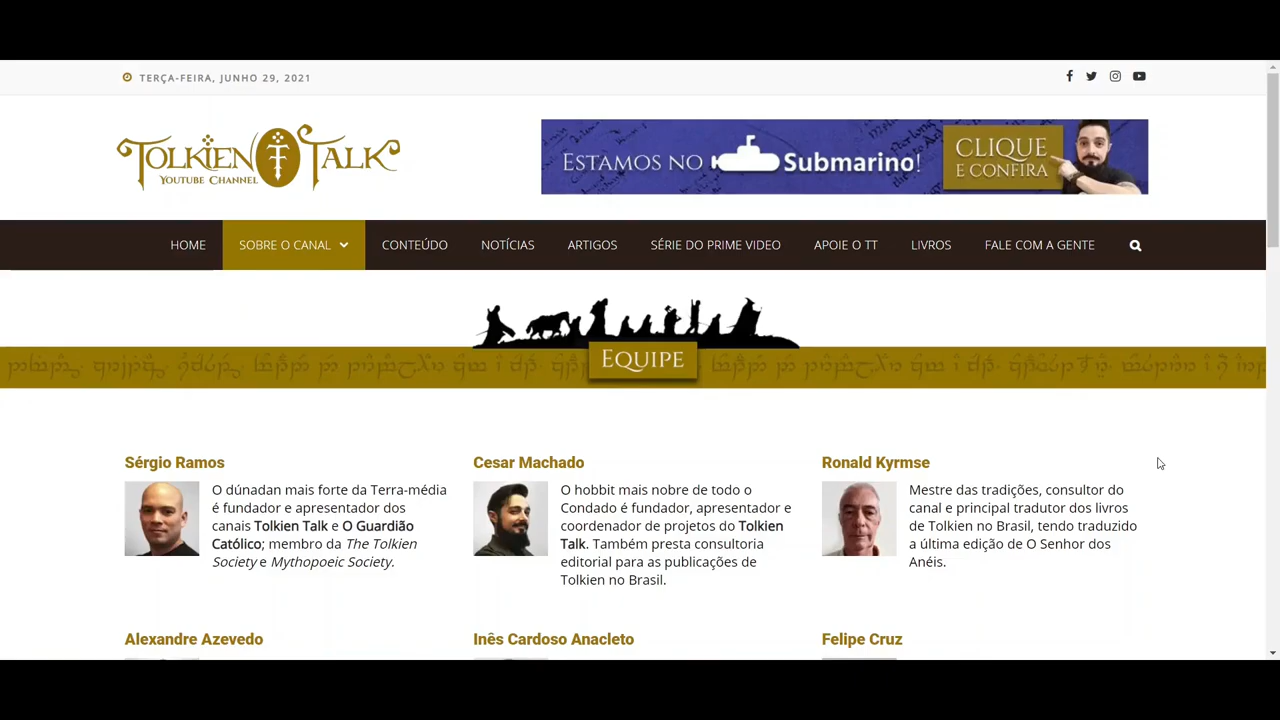 TERÇA-FEIRA, JUNHO 29, 2021
TOLKIEN TALK
YOUTUBE CHANNEL
ESTAMOS NO Submarino!
CLIQUE
E CONFIRA
HOME SOBRE O CANAL CONTEÚDO NOTÍCIAS ARTIGOS SÉRIE DO PRIME VIDEO APOIE O TT LIVROS FALE COM A GENTE
EQUIPE
Sérgio Ramos
O dúnadan mais forte da Terra-média
é fundador e apresentador dos
canais Tolkien Talk e O Guardião
Católico; membro da The Tolkien
Society e Mythopoeic Society.
Cesar Machado
O hobbit mais nobre de todo o
Condado é fundador, apresentador e
coordenador de projetos do Tolkien
Talk. Também presta consultoria
editorial para as publicações de
Tolkien no Brasil.
Ronald Kyrmse
Mestre das tradições, consultor do
canal e principal tradutor dos livros
de Tolkien no Brasil, tendo traduzido
a última edição de O Senhor dos
Anéis.
Alexandre Azevedo
Inês Cardoso Anacleto
Felipe Cruz